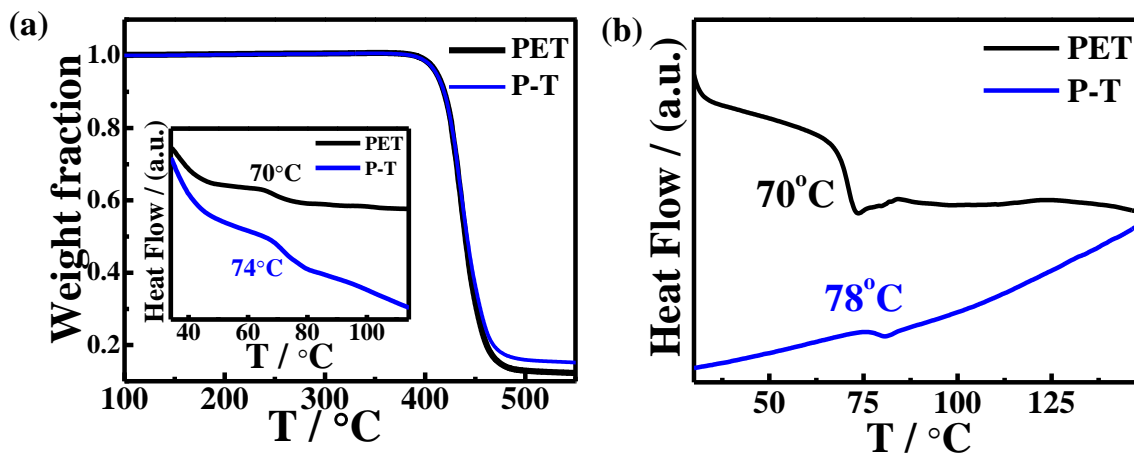 (a)
Weight fraction
1.0
0.8
0.6
0.4
0.2
PET
P-T
Heat Flow / (a.u.)
PET
P-T
70°C
74°C
40 60 80 100
T / °C
100 200 300 400 500
T / °C
(b)
Heat Flow / (a.u.)
PET
P-T
70°C
78°C
50 75 100 125
T / °C